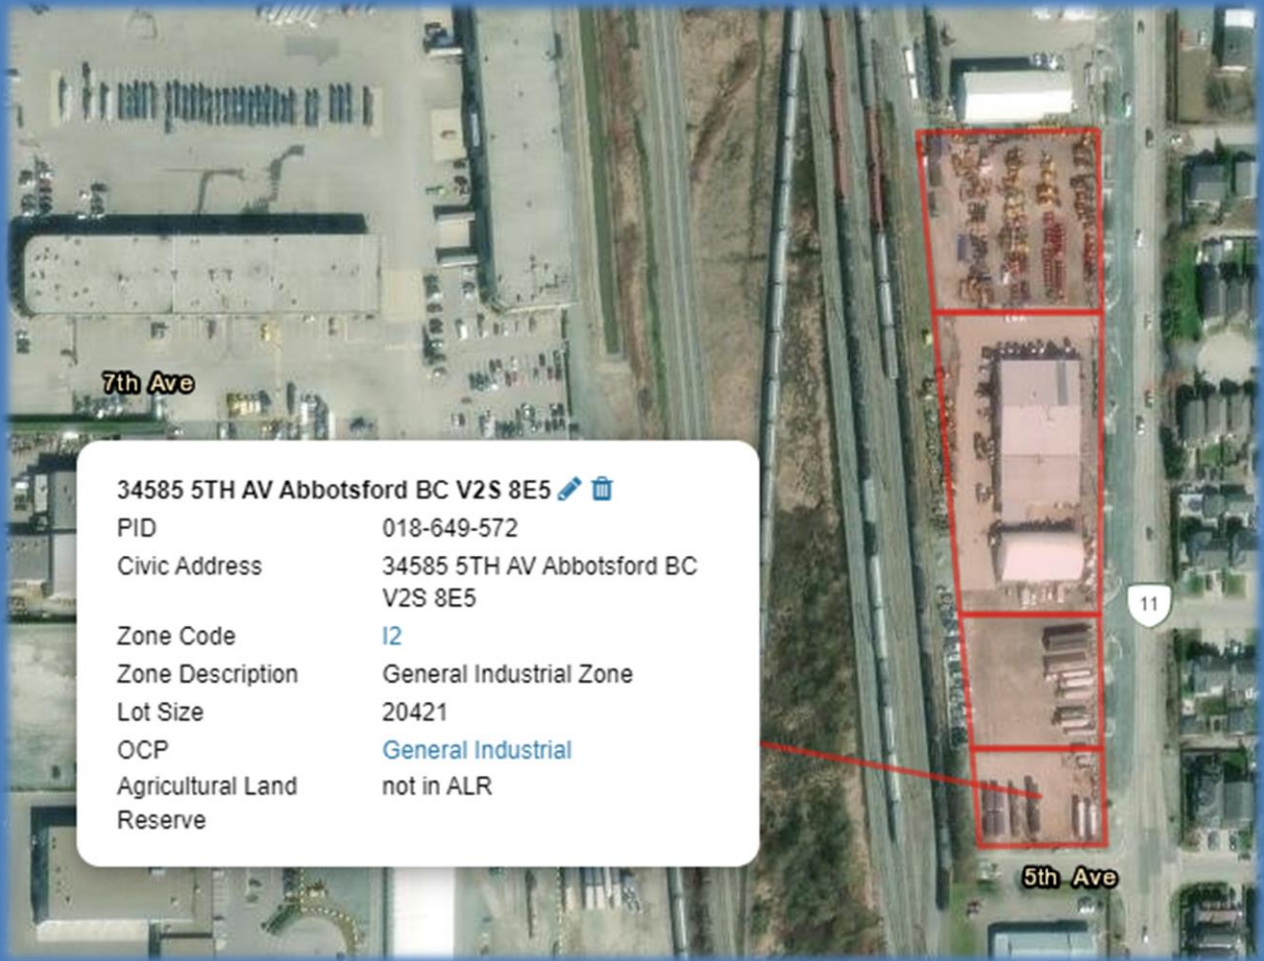 7th Ave
34585 5TH AV Abbotsford BC V2S 8E5
PID 018-649-572
Civic Address 34585 5TH AV Abbotsford BC
V2S 8E5
Zone Code I2
Zone Description General Industrial Zone
Lot Size 20421
OCP General Industrial
Agricultural Land not in ALR
Reserve
11
5th Ave